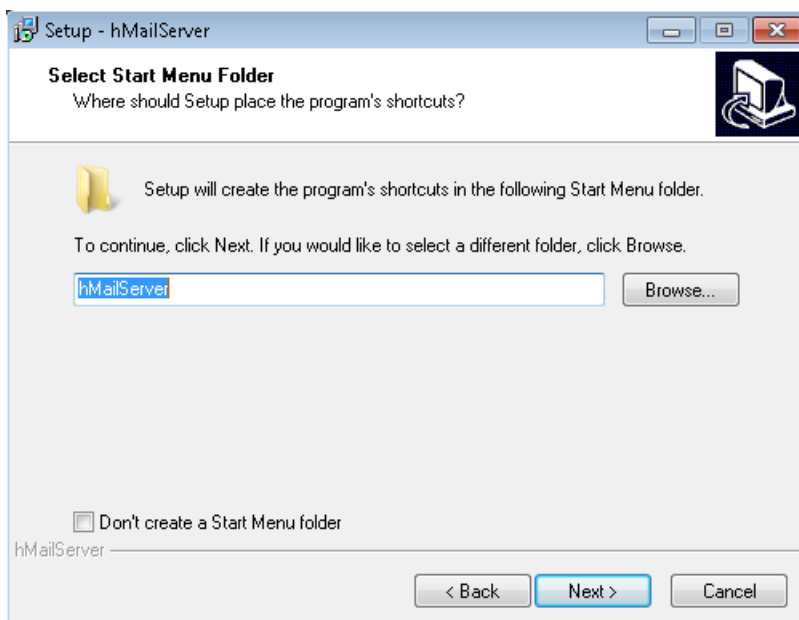 Setup - hMailServer
Select Start Menu Folder
Where should Setup place the program's shortcuts?
Setup will create the program's shortcuts in the following Start Menu folder.
To continue, click Next. If you would like to select a different folder, click Browse.
hMailServer
Browse...
Don't create a Start Menu folder
hMailServer
< Back
Next >
Cancel